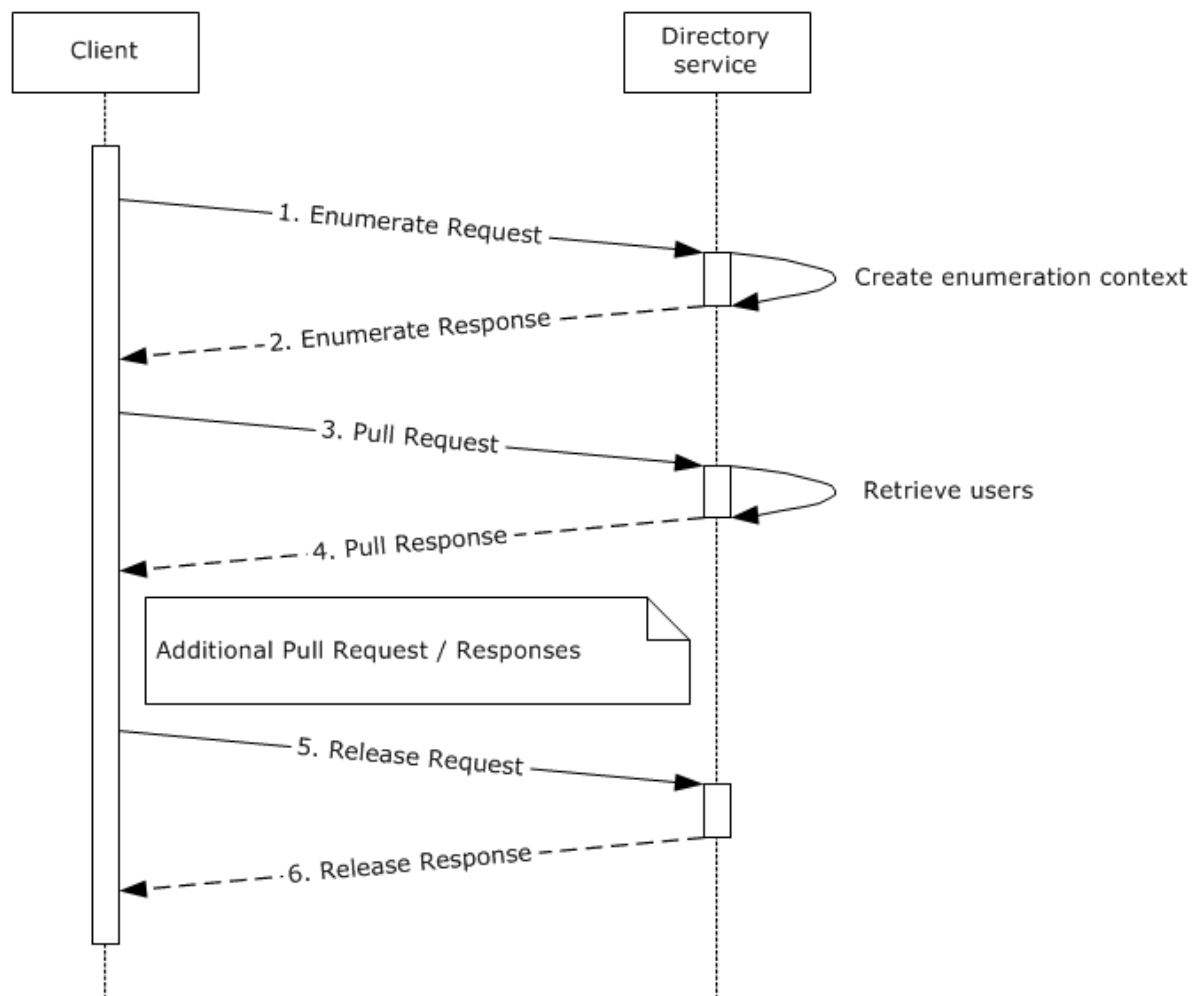 Client
Directory
service
1. Enumerate Request
Create enumeration context
2. Enumerate Response
3. Pull Request
Retrieve users
4. Pull Response
Additional Pull Request / Responses
5. Release Request
6. Release Response